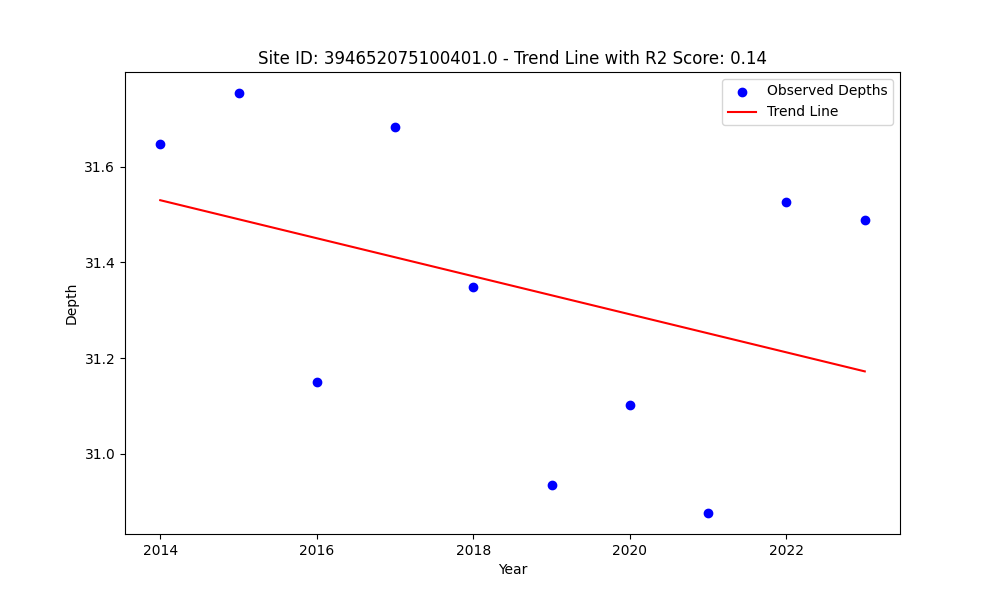 Site ID: 394652075100401.0 - Trend Line with R2 Score: 0.14
Observed Depths
Trend Line
31.6
31.4
31.2
31.0
Depth
2014
2016
2018
2020
2022
Year